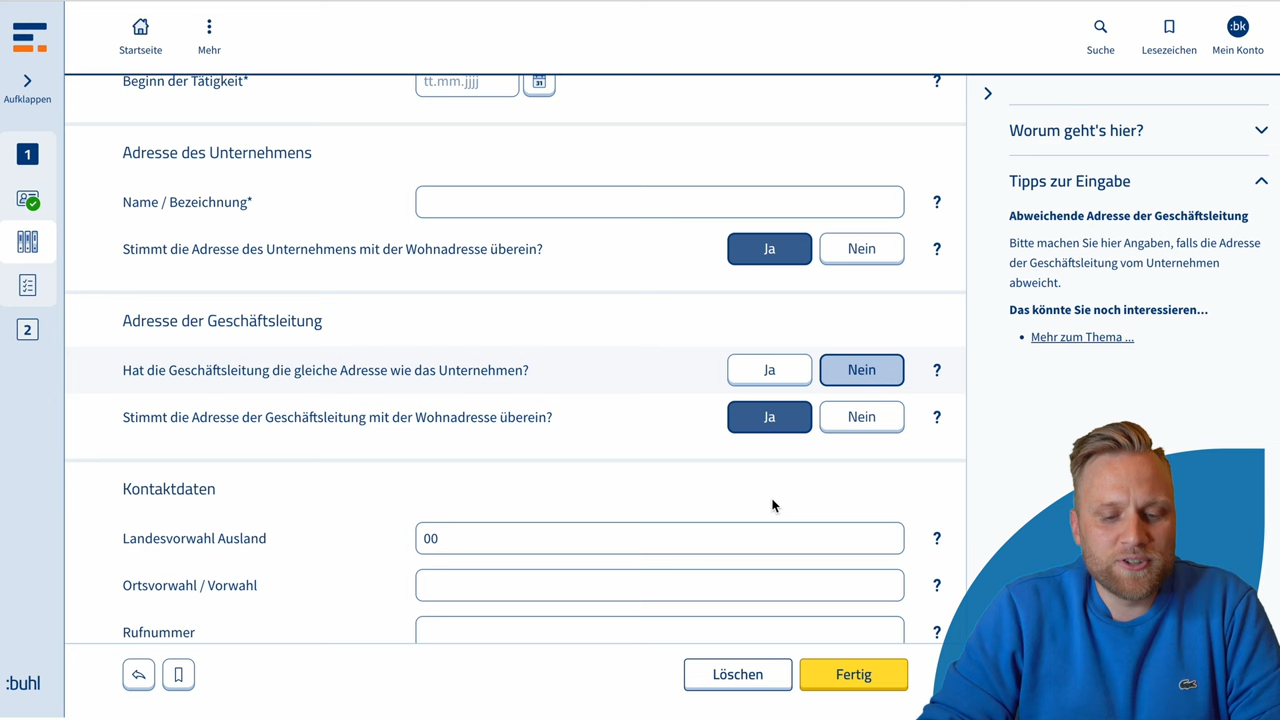 Startseite
Mehr
Suche
Lesezeichen
:bk
Mein Konto
Aufklappen
1
2
:buhl
Beginn der Tätigkeit*
tt.mm.jjjj
31
?
Adresse des Unternehmens
Name / Bezeichnung*
?
Stimmt die Adresse des Unternehmens mit der Wohnadresse überein?
Ja
Nein
?
Adresse der Geschäftsleitung
Hat die Geschäftsleitung die gleiche Adresse wie das Unternehmen?
Ja
Nein
?
Stimmt die Adresse der Geschäftsleitung mit der Wohnadresse überein?
Ja
Nein
?
Kontaktdaten
Landesvorwahl Ausland
00
?
Ortsvorwahl / Vorwahl
?
Rufnummer
?
Löschen
Fertig
Worum geht's hier?
Tipps zur Eingabe
Abweichende Adresse der Geschäftsleitung
Bitte machen Sie hier Angaben, falls die Adresse
der Geschäftsleitung vom Unternehmen
abweicht.
Das könnte Sie noch interessieren...
• Mehr zum Thema ...